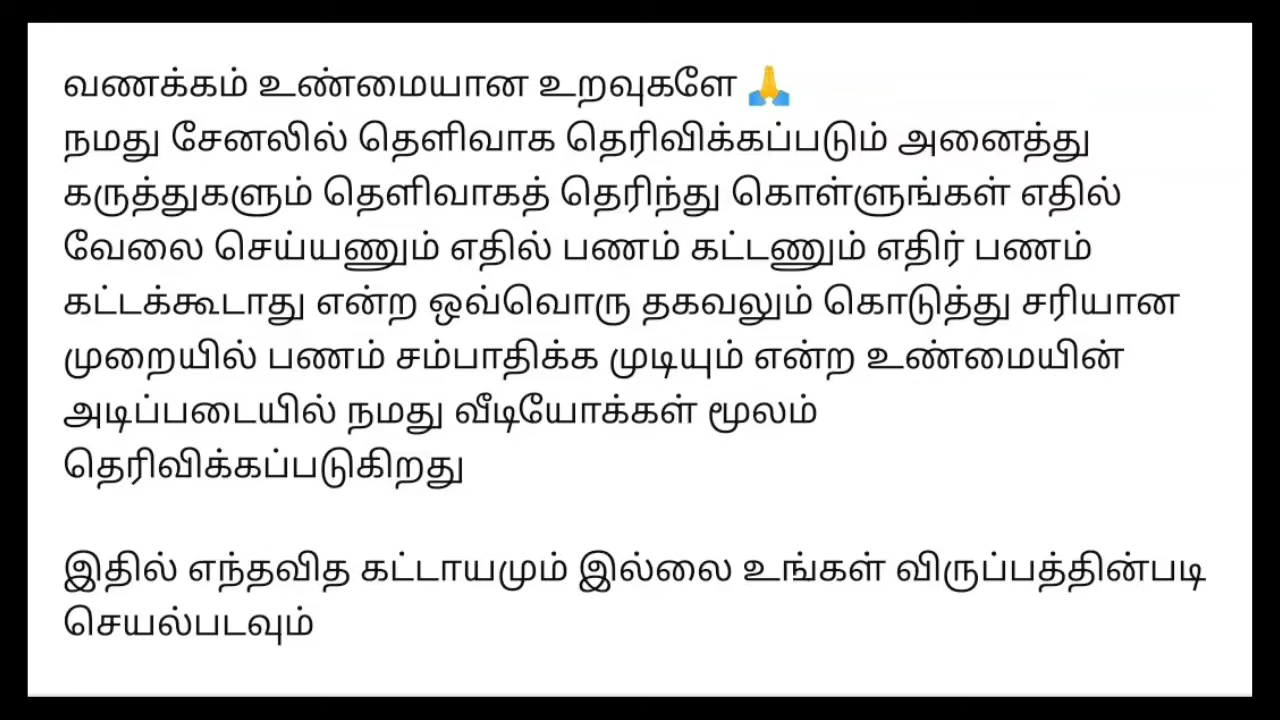 வணக்கம் உண்மையான உறவுகளே 🙏
நமது சேனலில் தெளிவாக தெரிவிக்கப்படும் அனைத்து
கருத்துகளும் தெளிவாகத் தெரிந்து கொள்ளுங்கள் எதில்
வேலை செய்யணும் எதில் பணம் கட்டணும் எதிர் பணம்
கட்டக்கூடாது என்ற ஒவ்வொரு தகவலும் கொடுத்து சரியான
முறையில் பணம் சம்பாதிக்க முடியும் என்ற உண்மையின்
அடிப்படையில் நமது வீடியோக்கள் மூலம்
தெரிவிக்கப்படுகிறது
இதில் எந்தவித கட்டாயமும் இல்லை உங்கள் விருப்பத்தின்படி
செயல்படவும்